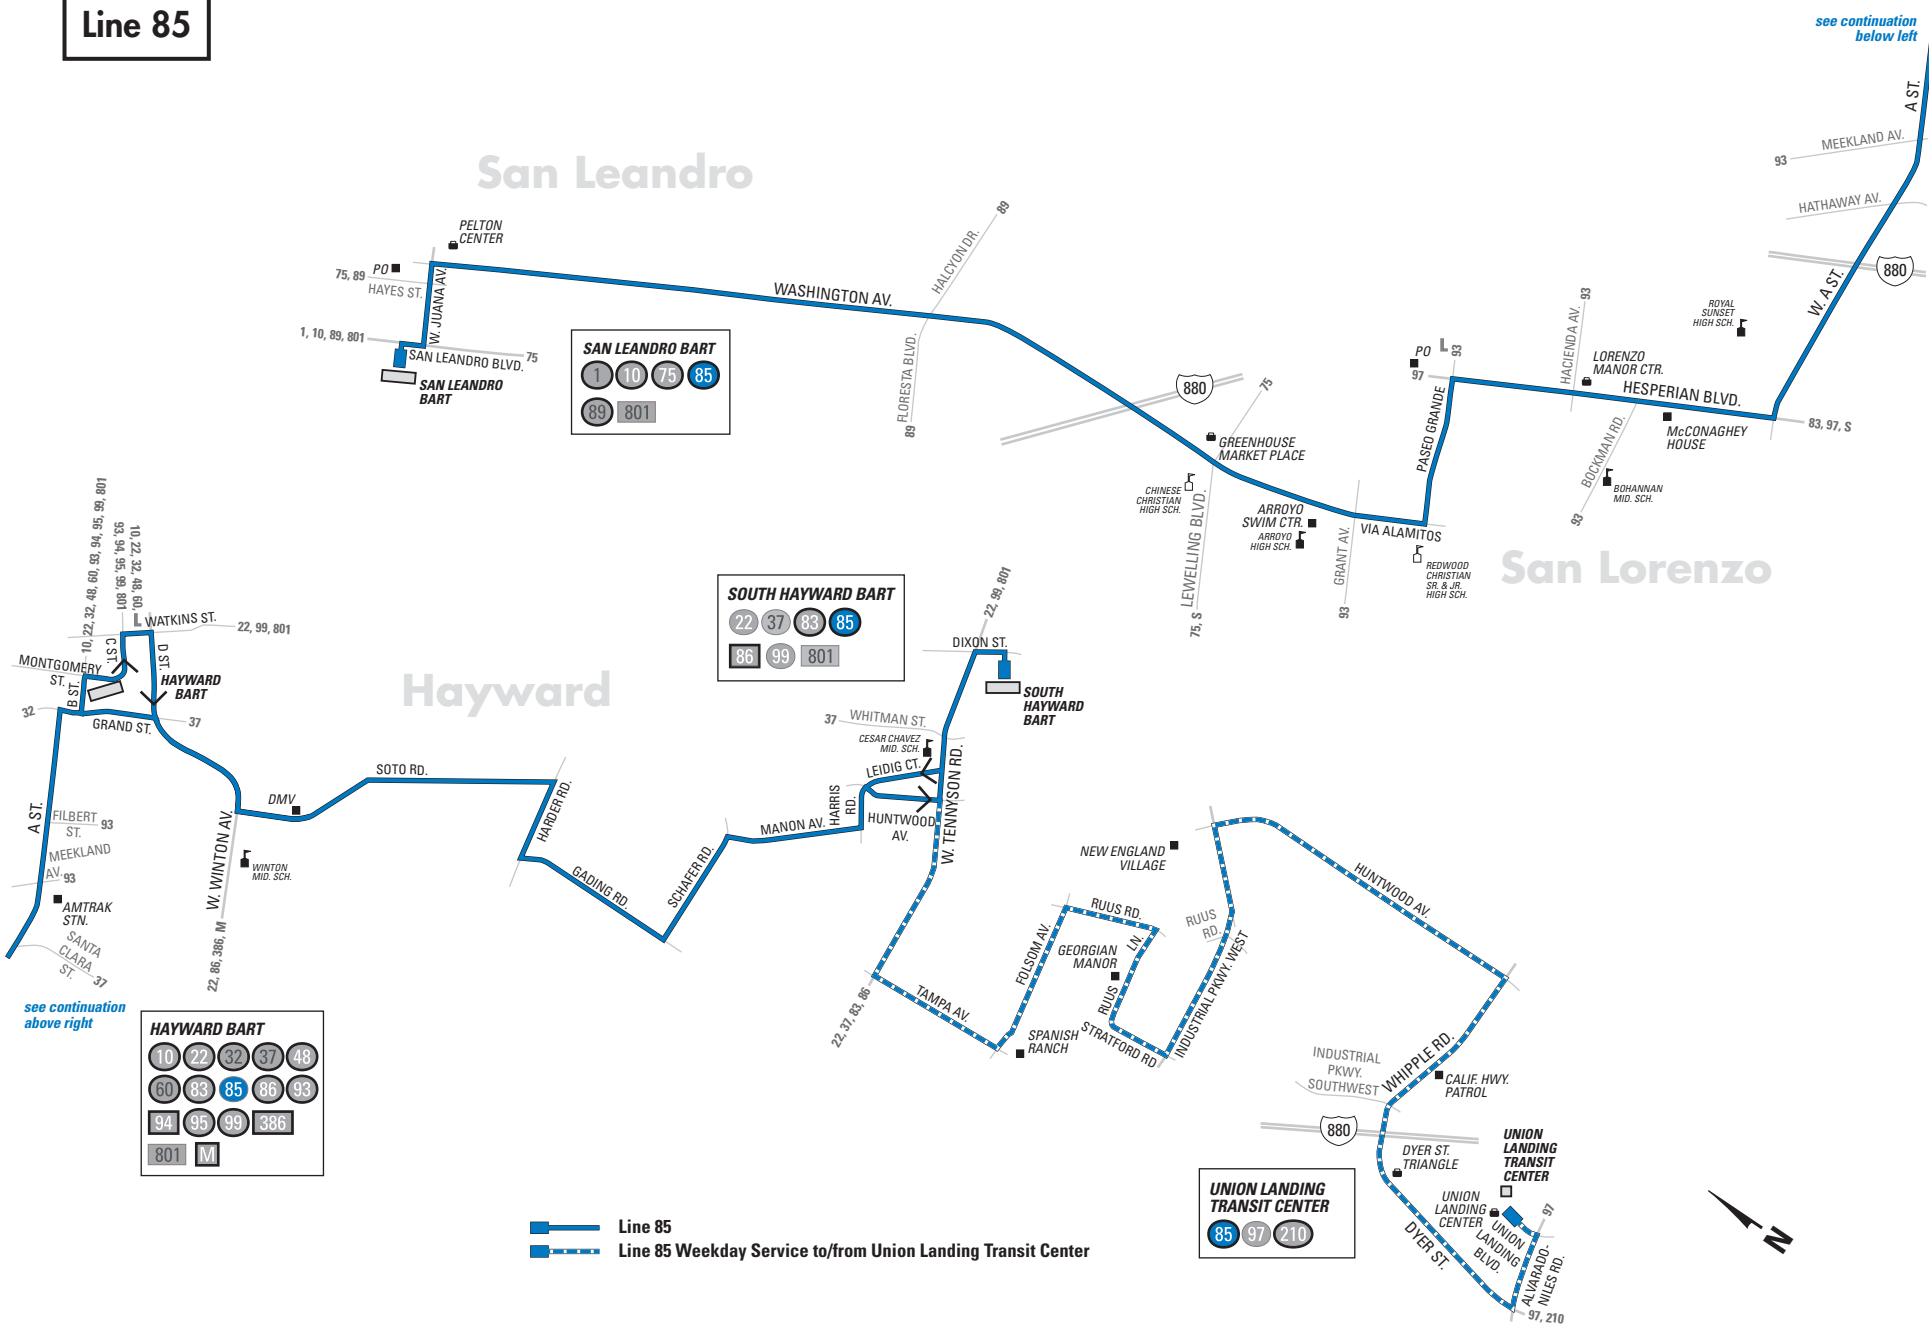 Line 85
see continuation
below left
A ST.
MEEKLAND AV.
93
HATHAWAY AV.
880
W. A ST.
San Leandro
PELTON
CENTER
PO
75, 89
HAYES ST.
W. JUANA AV.
1, 10, 89, 801
SAN LEANDRO BLVD.
75
SAN LEANDRO
BART
WASHINGTON AV.
HALCYON DR.
89
FLORESTA BLVD.
89
SAN LEANDRO BART
1 10 75 85
89 801
880
75
GREENHOUSE
MARKET PLACE
CHINESE
CHRISTIAN
HIGH SCH.
LEWELLING BLVD.
75, S
ARROYO
SWIM CTR.
ARROYO
HIGH SCH.
GRANT AV.
93
VIA ALAMITOS
REDWOOD
CHRISTIAN
SR. & JR.
HIGH SCH.
PASEO GRANDE
PO
97
L 93
HACIENDA AV.
93
LORENZO
MANOR CTR.
ROYAL
SUNSET
HIGH SCH.
HESPERIAN BLVD.
McCONAGHEY
HOUSE
83, 97, S
BOCKMAN RD.
93
BOHANNAN
MID. SCH.
San Lorenzo
10, 22, 32, 48, 60, 93, 94, 95, 99, 801
93, 94, 95, 99, 801
10, 22, 32, 48, 60,
L
WATKINS ST.
22, 99, 801
C ST.
D ST.
MONTGOMERY
ST.
B ST.
HAYWARD
BART
32
GRAND ST.
37
Hayward
A ST.
FILBERT
ST.
93
MEEKLAND
AV.
93
AMTRAK
STN.
SANTA
CLARA
ST.
37
see continuation
above right
DMV
W. WINTON AV.
WINTON
MID. SCH.
22, 86, 386, M
SOTO RD.
HARDER RD.
GADING RD.
SCHAFER RD.
MANON AV.
HARRIS
RD.
LEIDIG CT.
HUNTWOOD
AV.
37
WHITMAN ST.
CESAR CHAVEZ
MID. SCH.
W. TENNYSON RD.
DIXON ST.
22, 99, 801
SOUTH
HAYWARD
BART
SOUTH HAYWARD BART
22 37 83 85
86 99 801
22, 37, 83, 86
TAMPA AV.
FOLSOM AV.
SPANISH
RANCH
RUUS RD.
GEORGIAN
MANOR
RUUS
LN.
STRATFORD RD
NEW ENGLAND
VILLAGE
RUUS
RD.
INDUSTRIAL PKWY. WEST
HUNTWOOD AV.
WHIPPLE RD.
INDUSTRIAL
PKWY.
SOUTHWEST
CALIF. HWY.
PATROL
880
DYER ST.
TRIANGLE
UNION
LANDING
TRANSIT
CENTER
UNION
LANDING
CENTER
UNION
LANDING
BLVD.
97
DYER ST.
ALVARADO-
NILES RD.
97, 210
HAYWARD BART
10 22 32 37 48
60 83 85 86 93
94 95 99 386
801 M
UNION LANDING
TRANSIT CENTER
85 97 210
Line 85
Line 85 Weekday Service to/from Union Landing Transit Center
N